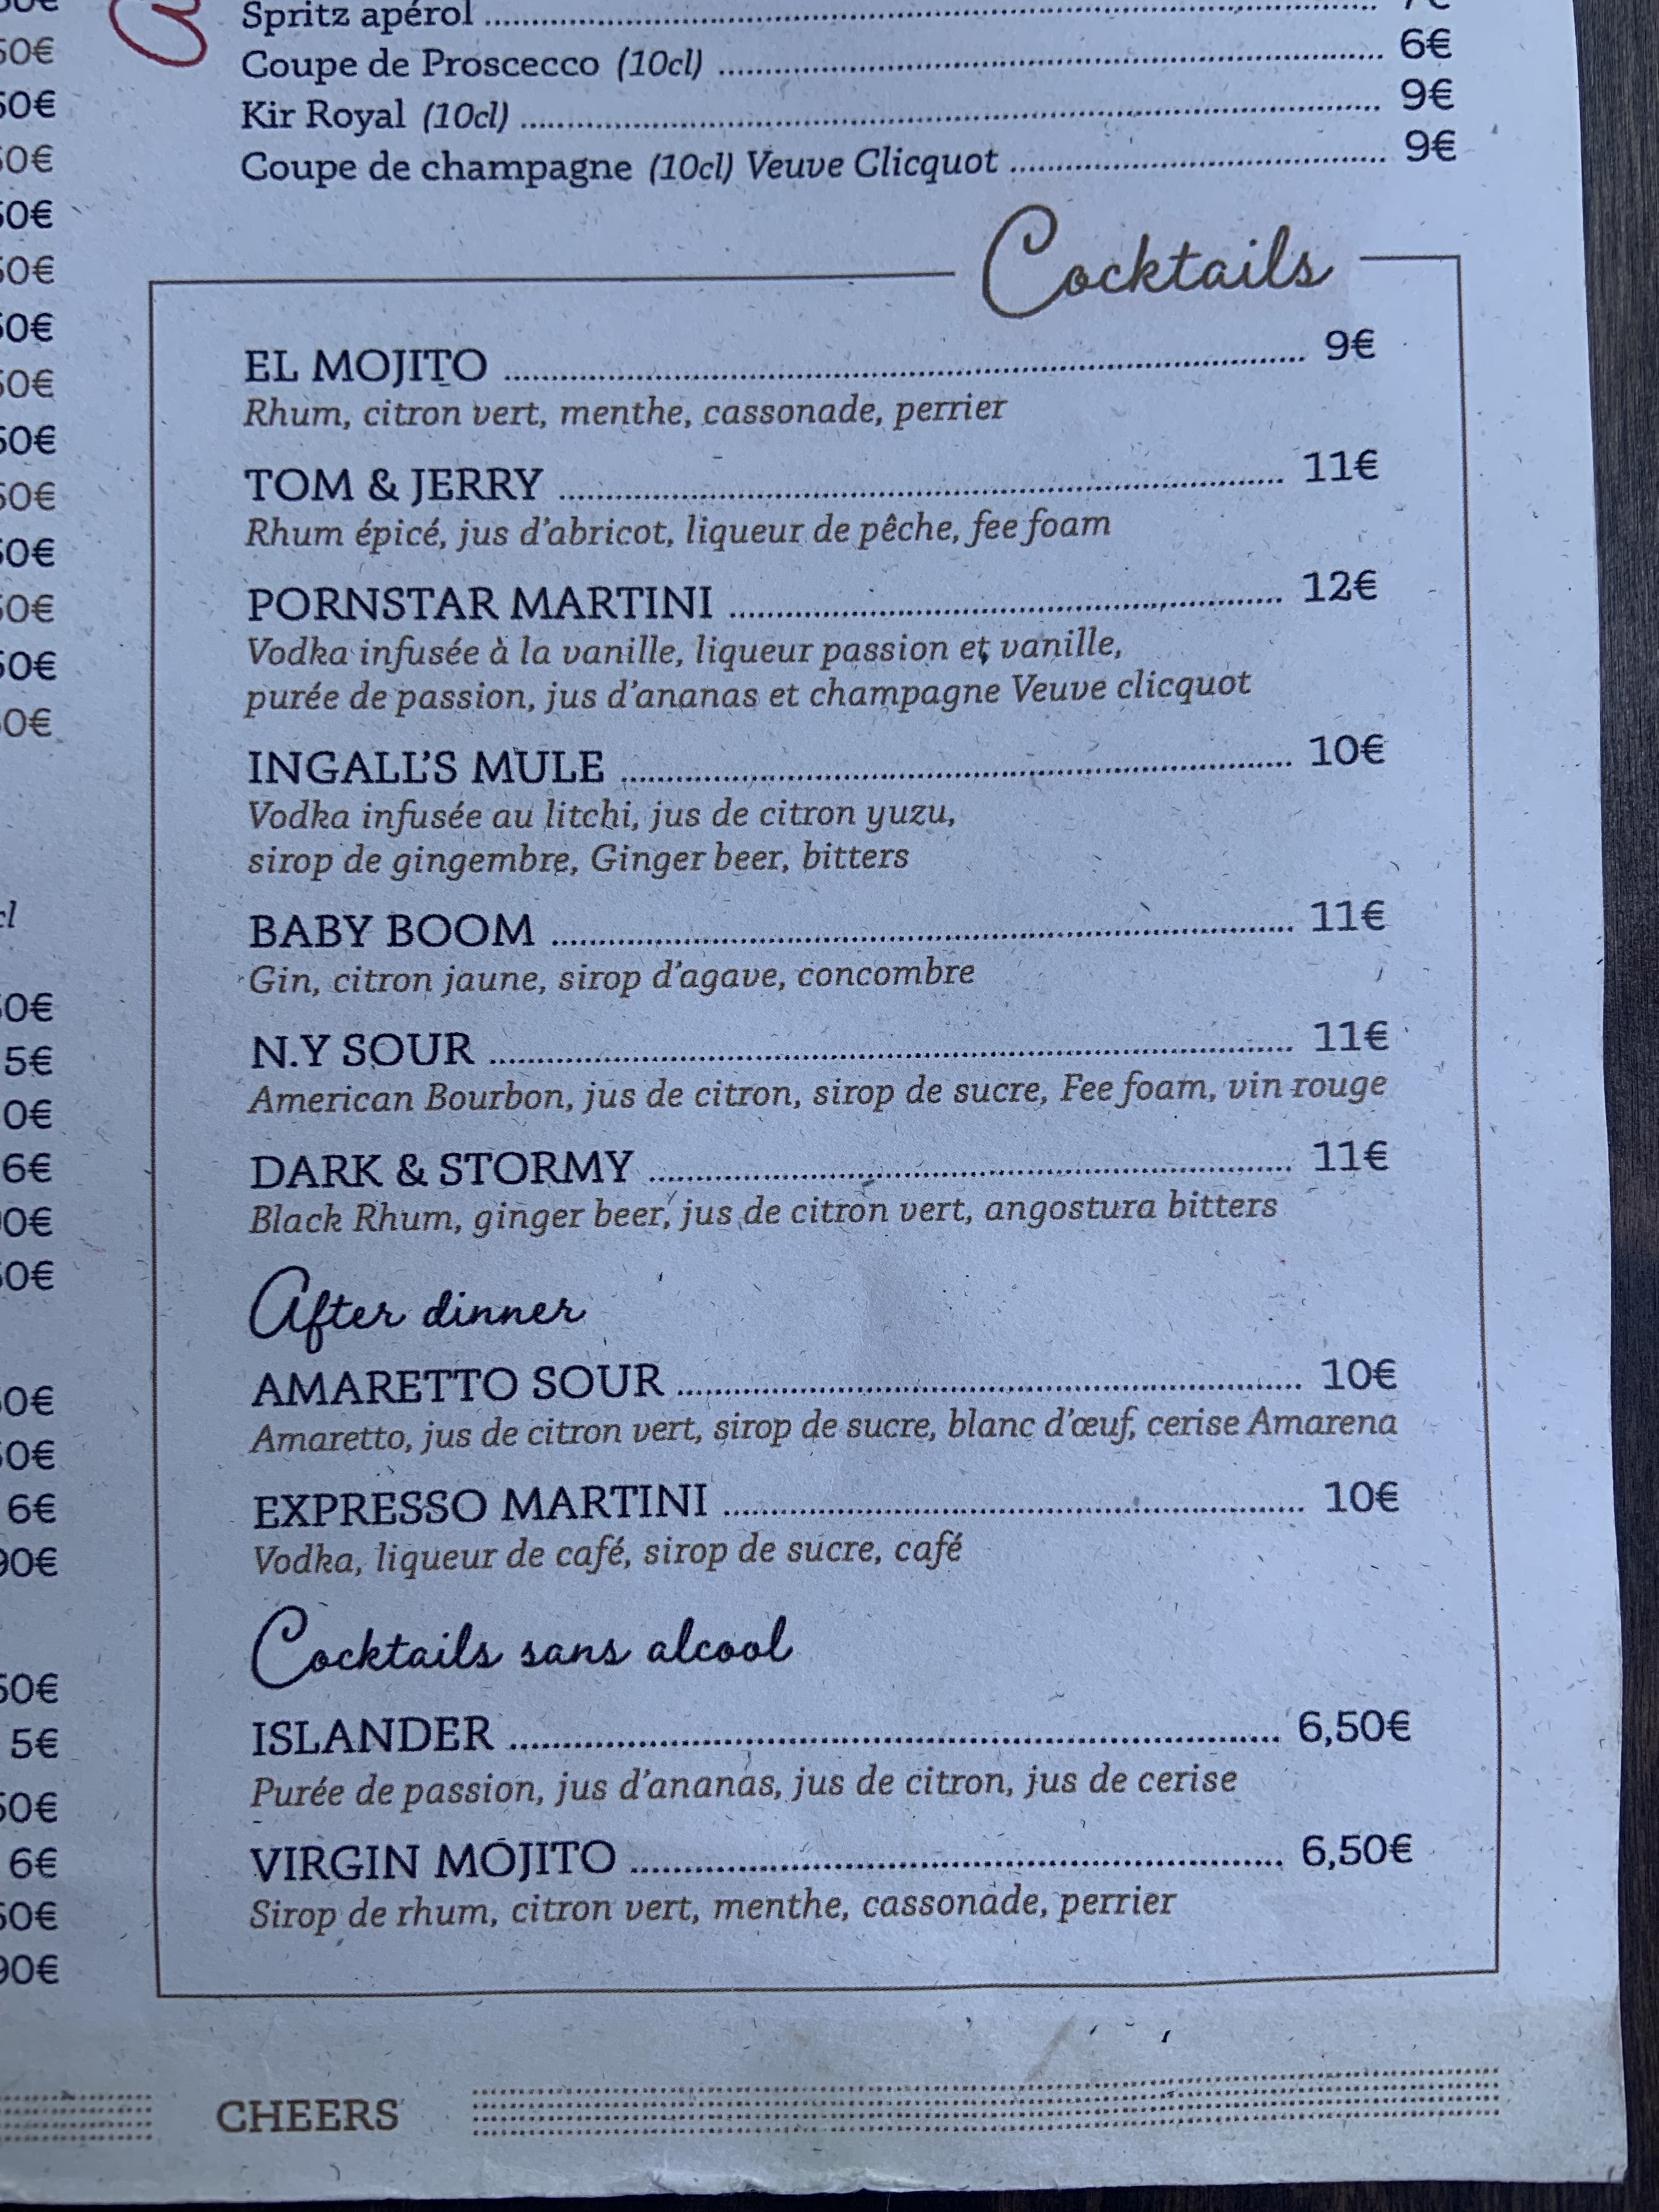 Spritz apérol
Coupe de Proscecco (10cl) 6€
Kir Royal (10cl) 9€
Coupe de champagne (10cl) Veuve Clicquot 9€
Cocktails
EL MOJITO 9€
Rhum, citron vert, menthe, cassonade, perrier
TOM & JERRY 11€
Rhum épicé, jus d'abricot, liqueur de pêche, fee foam
PORNSTAR MARTINI 12€
Vodka infusée à la vanille, liqueur passion et vanille,
purée de passion, jus d'ananas et champagne Veuve clicquot
INGALL'S MULE 10€
Vodka infusée au litchi, jus de citron yuzu,
sirop de gingembre, Ginger beer, bitters
BABY BOOM 11€
Gin, citron jaune, sirop d'agave, concombre
N.Y SOUR 11€
American Bourbon, jus de citron, sirop de sucre, Fee foam, vin rouge
DARK & STORMY 11€
Black Rhum, ginger beer, jus de citron vert, angostura bitters
After dinner
AMARETTO SOUR 10€
Amaretto, jus de citron vert, sirop de sucre, blanc d'œuf, cerise Amarena
EXPRESSO MARTINI 10€
Vodka, liqueur de café, sirop de sucre, café
Cocktails sans alcool
ISLANDER 6,50€
Purée de passion, jus d'ananas, jus de citron, jus de cerise
VIRGIN MOJITO 6,50€
Sirop de rhum, citron vert, menthe, cassonade, perrier
CHEERS